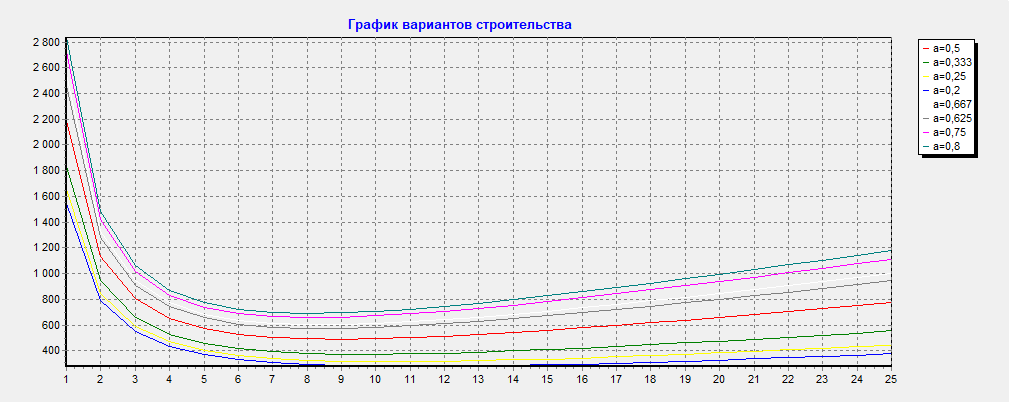 График вариантов строительства
2 800
2 600
2 400
2 200
2 000
1 800
1 600
1 400
1 200
1 000
800
600
400
1 2 3 4 5 6 7 8 9 10 11 12 13 14 15 16 17 18 19 20 21 22 23 24 25
a=0,5
a=0,333
a=0,25
a=0,2
a=0,667
a=0,625
a=0,75
a=0,8